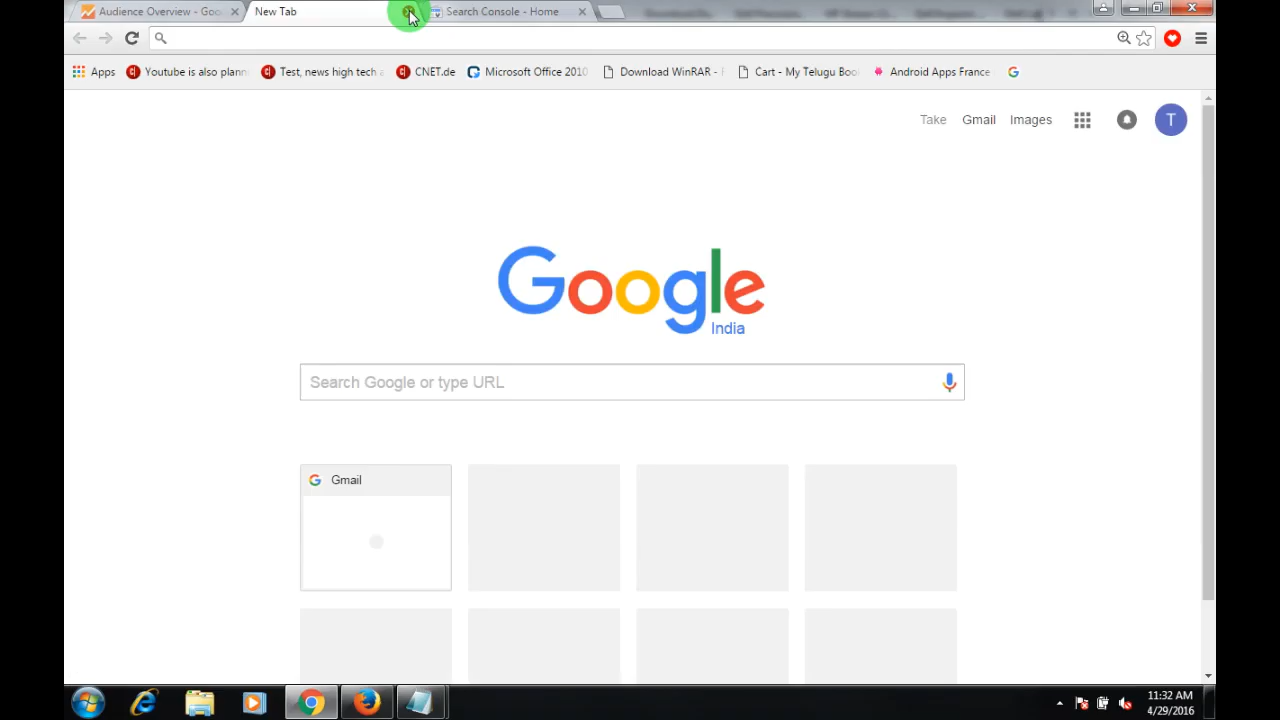 Audience Overview - Goo
New Tab
Search Console - Home
Apps
Youtube is also plann
Test, news high tech a
CNET.de
Microsoft Office 2010
Download WinRAR -
Cart - My Telugu Boo
Android Apps France
Take
Gmail
Images
T
Google
India
Search Google or type URL
Gmail
11:32 AM
4/29/2016